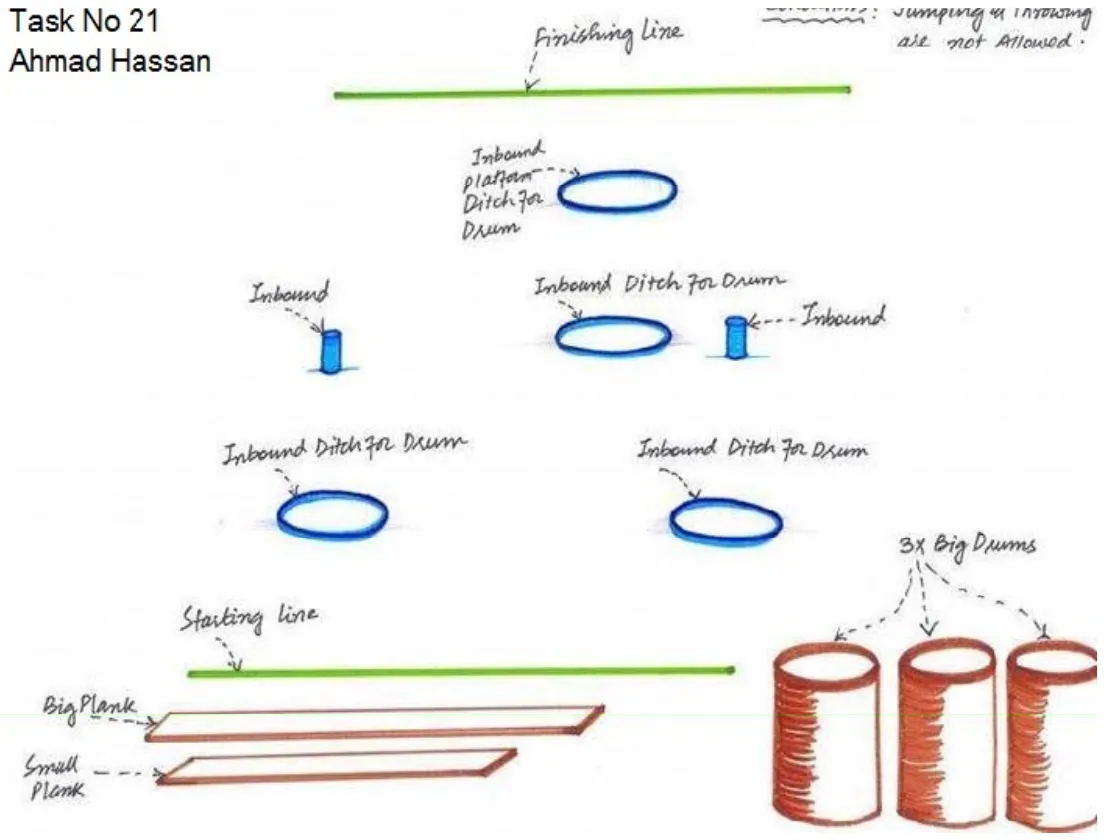 Task No 21
Ahmad Hassan
Jumping & Throwing
are not Allowed.
Finishing line
Inbound
Platform
Ditch for
Drum
Inbound
Inbound Ditch for Drum
Inbound
Inbound Ditch for Drum
Inbound Ditch for Drum
3x Big Drums
Starting line
Big Plank
Small
Plank